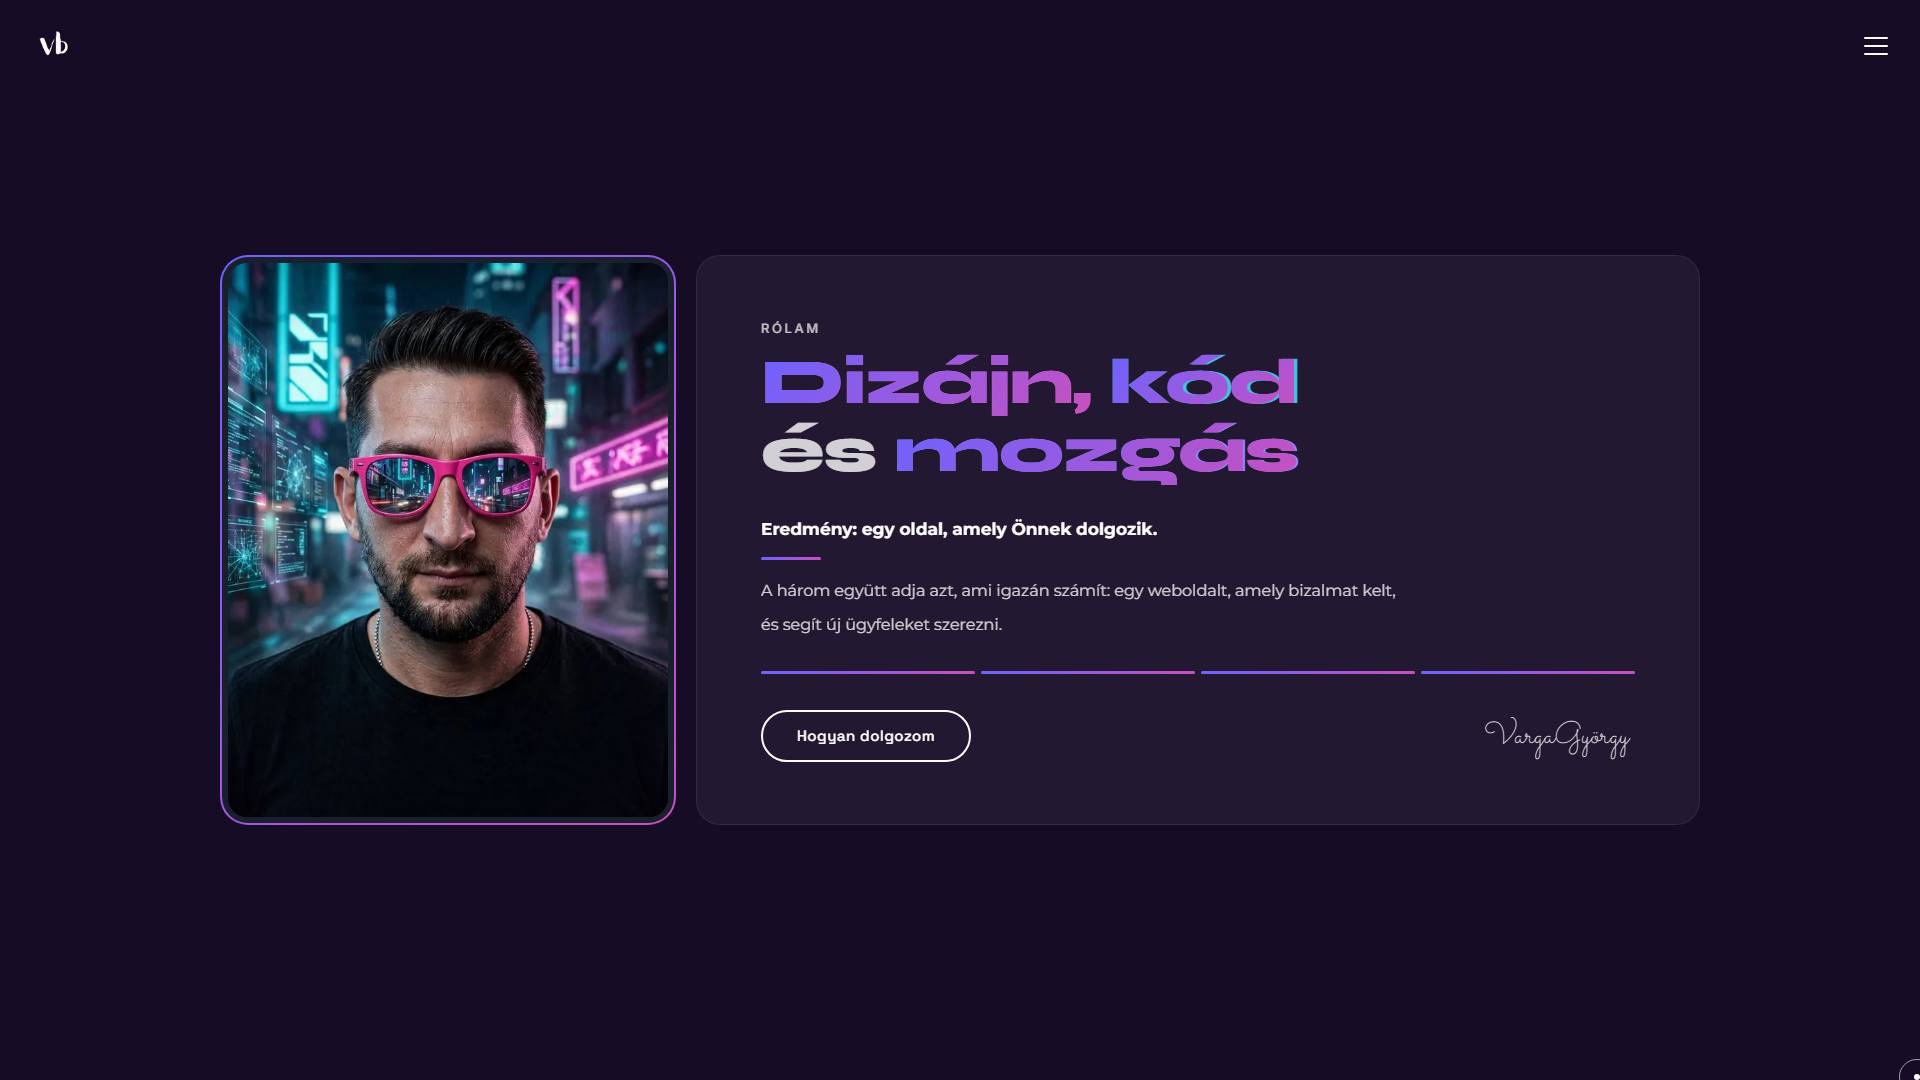 vb
RÓLAM
Dizájn, kód
és mozgás
Eredmény: egy oldal, amely Önnek dolgozik.
A három együtt adja azt, ami igazán számít: egy weboldalt, amely bizalmat kelt,
és segít új ügyfeleket szerezni.
Hogyan dolgozom
VargaGyörgy